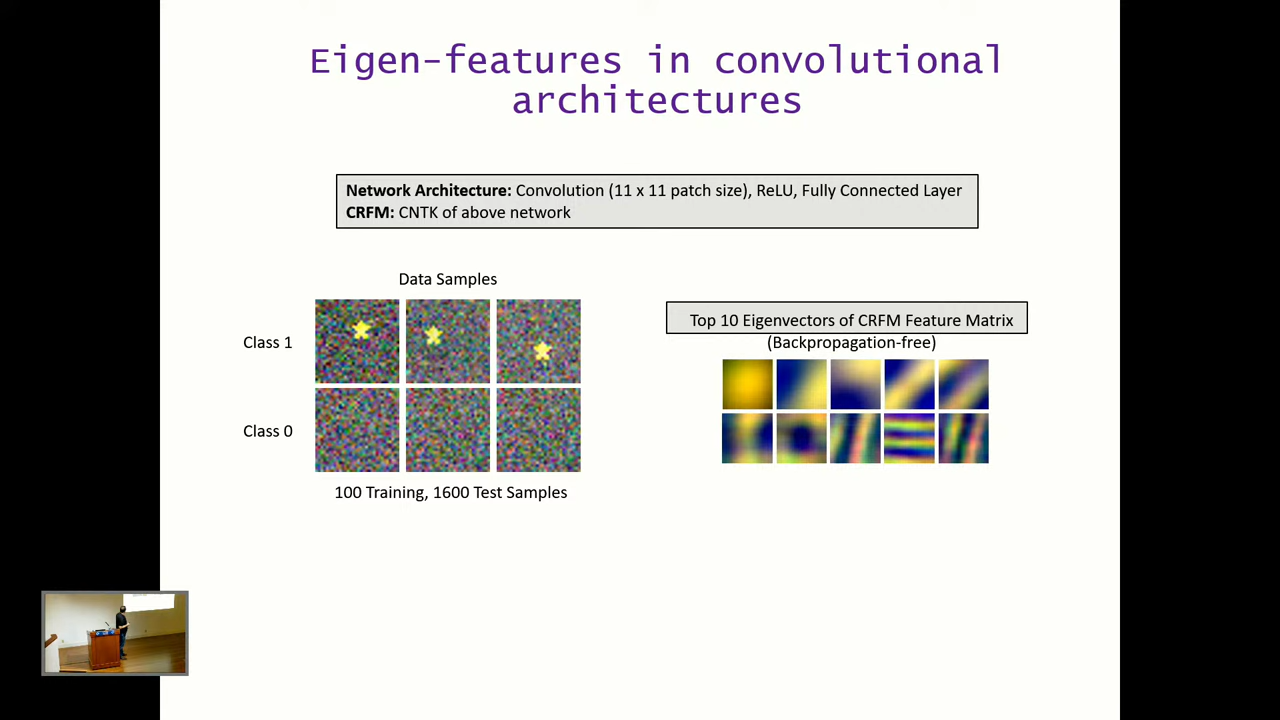 Eigen-features in convolutional
architectures
Network Architecture: Convolution (11 x 11 patch size), ReLU, Fully Connected Layer
CRFM: CNTK of above network
Data Samples
Class 1
Class 0
100 Training, 1600 Test Samples
Top 10 Eigenvectors of CRFM Feature Matrix
(Backpropagation-free)